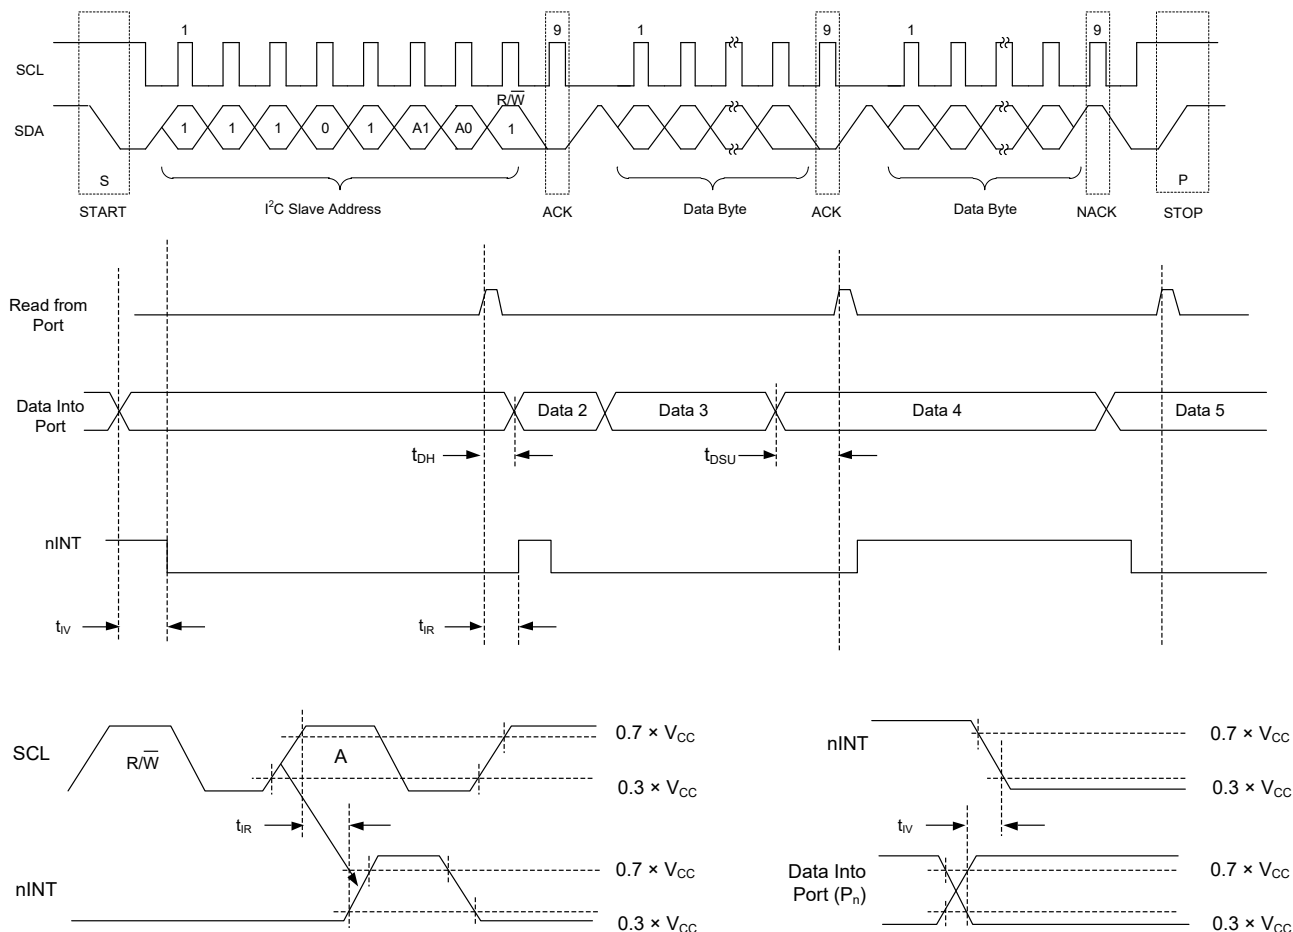 1 9 1 9 1 9
SCL
R/W̅
SDA 1 1 1 0 1 A1 A0 1
S P
START I²C Slave Address ACK Data Byte ACK Data Byte NACK STOP
Read from
Port
Data Into
Port
Data 2 Data 3 Data 4 Data 5
tDH tDSU
nINT
tIV tIR
SCL R/W̅ A 0.7 × VCC
0.3 × VCC
tIR
nINT 0.7 × VCC
0.3 × VCC
nINT 0.7 × VCC
0.3 × VCC
tIV
Data Into
Port (Pn)
0.7 × VCC
0.3 × VCC